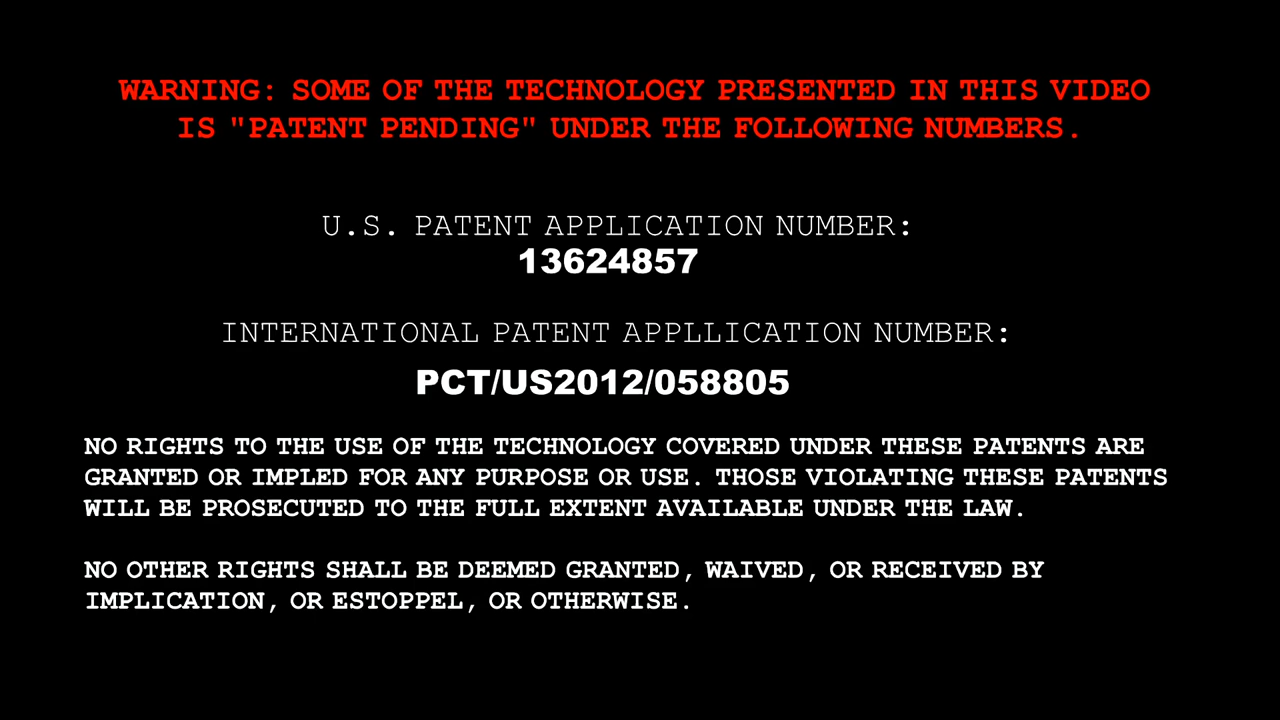 WARNING: SOME OF THE TECHNOLOGY PRESENTED IN THIS VIDEO
IS "PATENT PENDING" UNDER THE FOLLOWING NUMBERS.
U.S. PATENT APPLICATION NUMBER:
13624857
INTERNATIONAL PATENT APPLLICATION NUMBER:
PCT/US2012/058805
NO RIGHTS TO THE USE OF THE TECHNOLOGY COVERED UNDER THESE PATENTS ARE
GRANTED OR IMPLED FOR ANY PURPOSE OR USE. THOSE VIOLATING THESE PATENTS
WILL BE PROSECUTED TO THE FULL EXTENT AVAILABLE UNDER THE LAW.
NO OTHER RIGHTS SHALL BE DEEMED GRANTED, WAIVED, OR RECEIVED BY
IMPLICATION, OR ESTOPPEL, OR OTHERWISE.